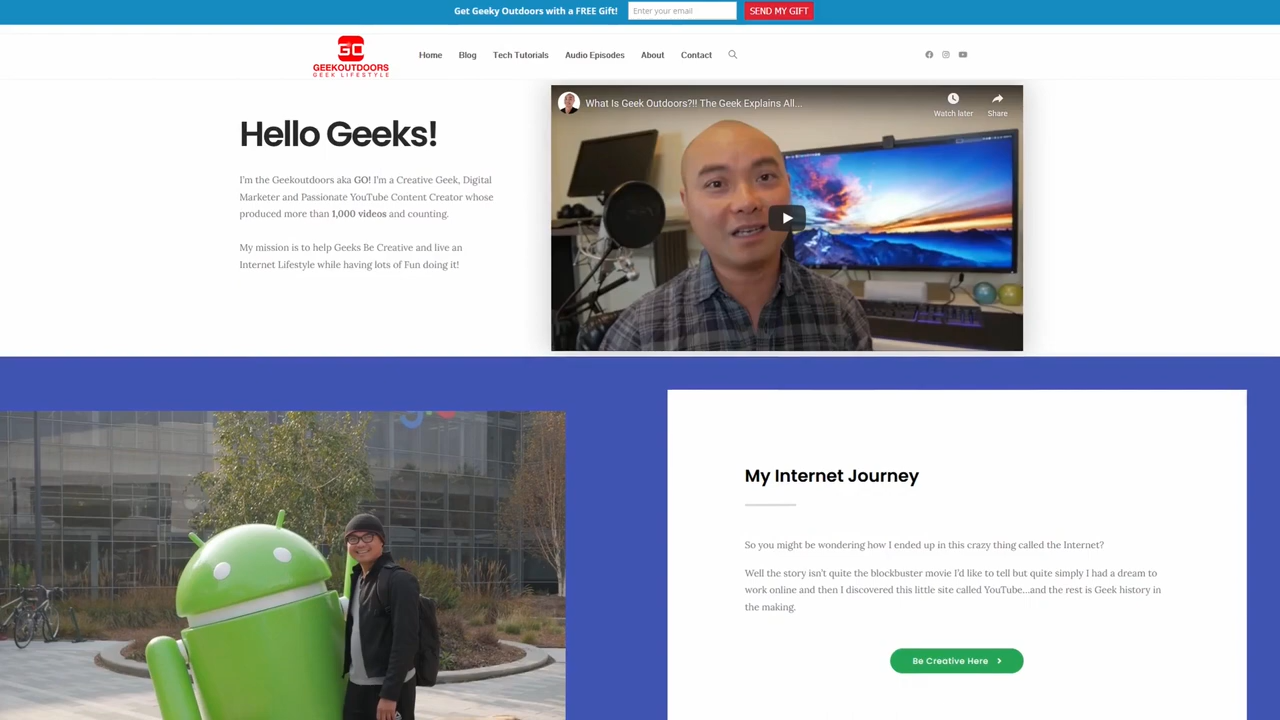 Get Geeky Outdoors with a FREE Gift!
Enter your email
SEND MY GIFT
GO
GEEKOUTDOORS
GEEK LIFESTYLE
Home
Blog
Tech Tutorials
Audio Episodes
About
Contact
Hello Geeks!
I'm the Geekoutdoors aka GO! I'm a Creative Geek, Digital
Marketer and Passionate YouTube Content Creator whose
produced more than 1,000 videos and counting.
My mission is to help Geeks Be Creative and live an
Internet Lifestyle while having lots of Fun doing it!
What Is Geek Outdoors?!! The Geek Explains All...
Watch later
Share
My Internet Journey
So you might be wondering how I ended up in this crazy thing called the Internet?
Well the story isn't quite the blockbuster movie I'd like to tell but quite simply I had a dream to
work online and then I discovered this little site called YouTube...and the rest is Geek history in
the making.
Be Creative Here